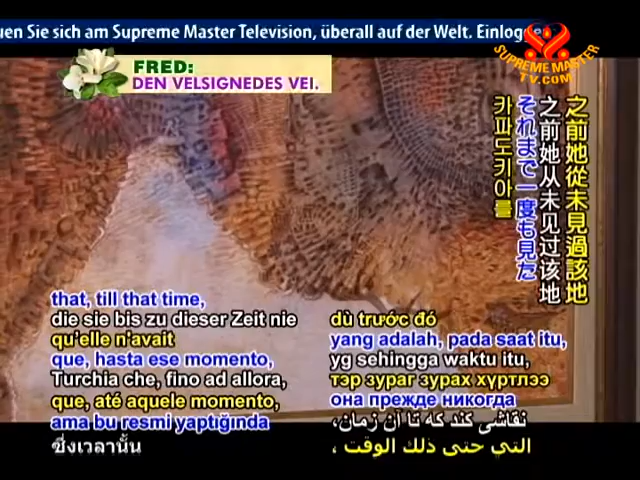 uen Sie sich am Supreme Master Television, überall auf der Welt. Einlogge
SUPREME MASTER
TV.COM
FRED:
DEN VELSIGNEDES VEI.
之前她從未見過該地
之前她从未见过该地
それまで一度も見た
카파도키아를
that, till that time,
die sie bis zu dieser Zeit nie
qu'elle n'avait
que, hasta ese momento,
Turchia che, fino ad allora,
que, até aquele momento,
ama bu resmi yaptığında
ซึ่งเวลานั้น
dù trước đó
yang adalah, pada saat itu,
yg sehingga waktu itu,
тэр зураг зурах хүртлээ
она прежде никогда
نقاشی کند که تا آن زمان،
التي حتى ذلك الوقت ،